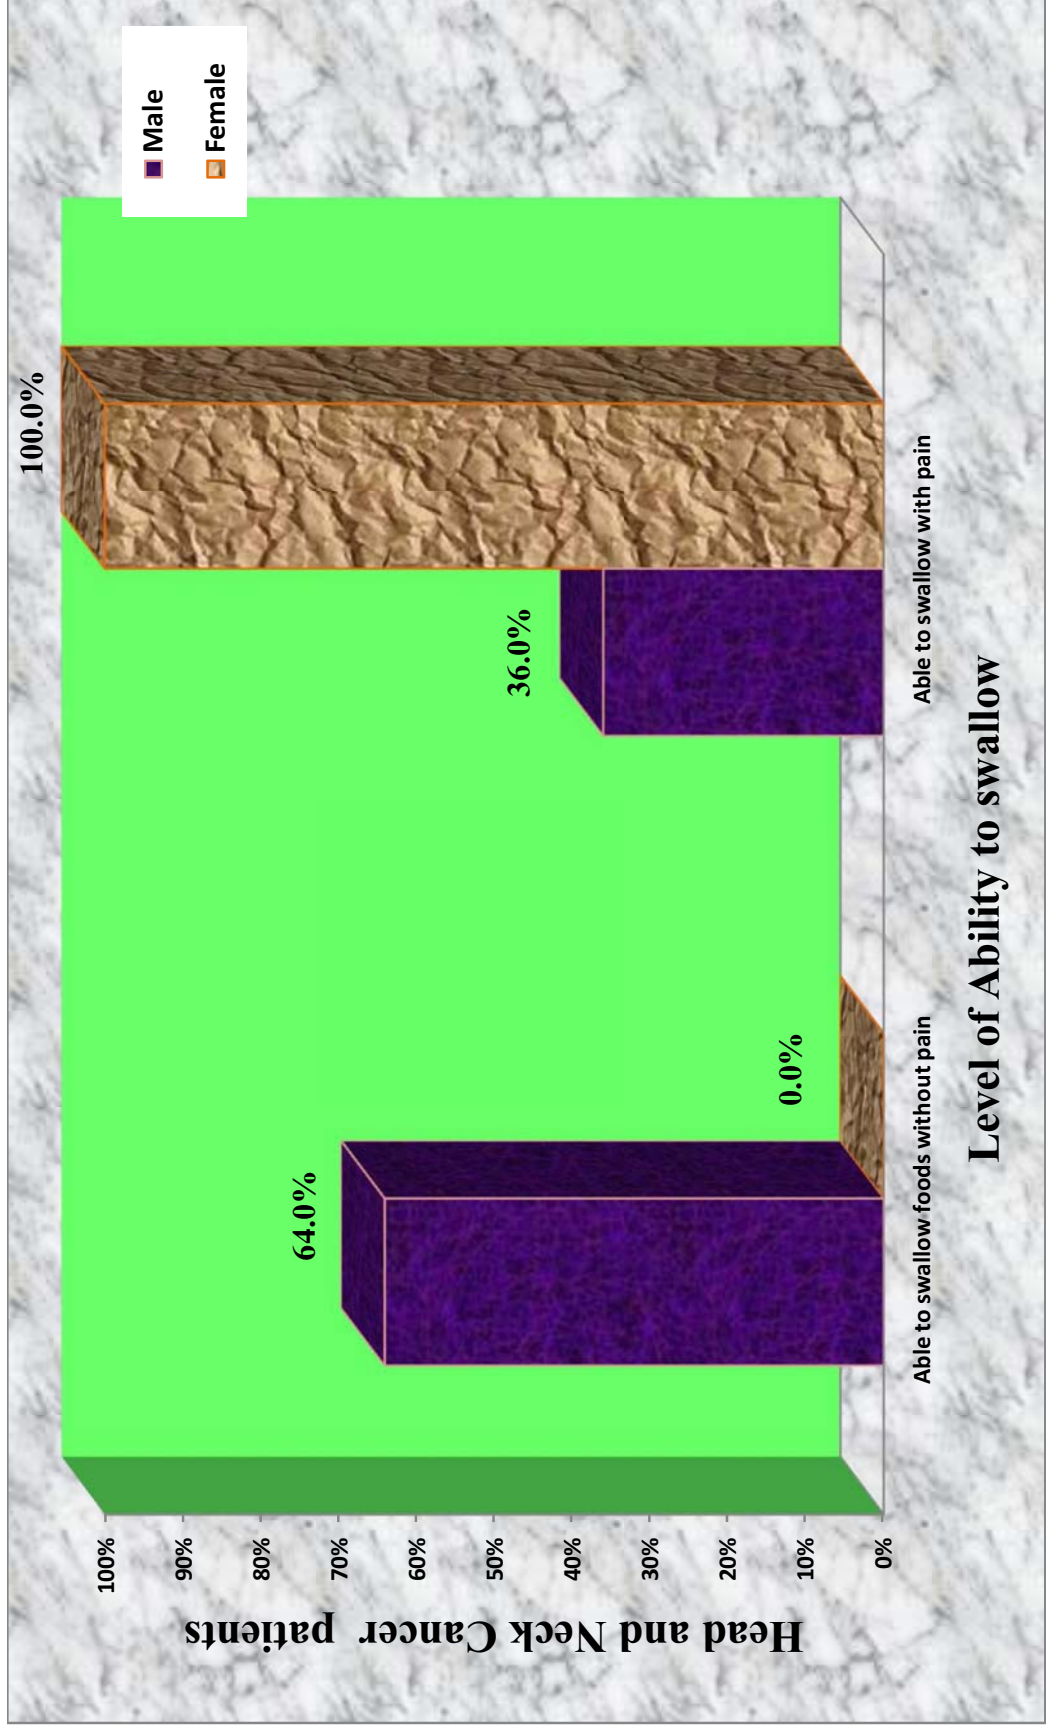 Head and Neck Cancer patients
100%
90%
80%
70%
60%
50%
40%
30%
20%
10%
0%
64.0%
0.0%
36.0%
100.0%
Male
Female
Able to swallow foods without pain
Able to swallow with pain
Level of Ability to swallow